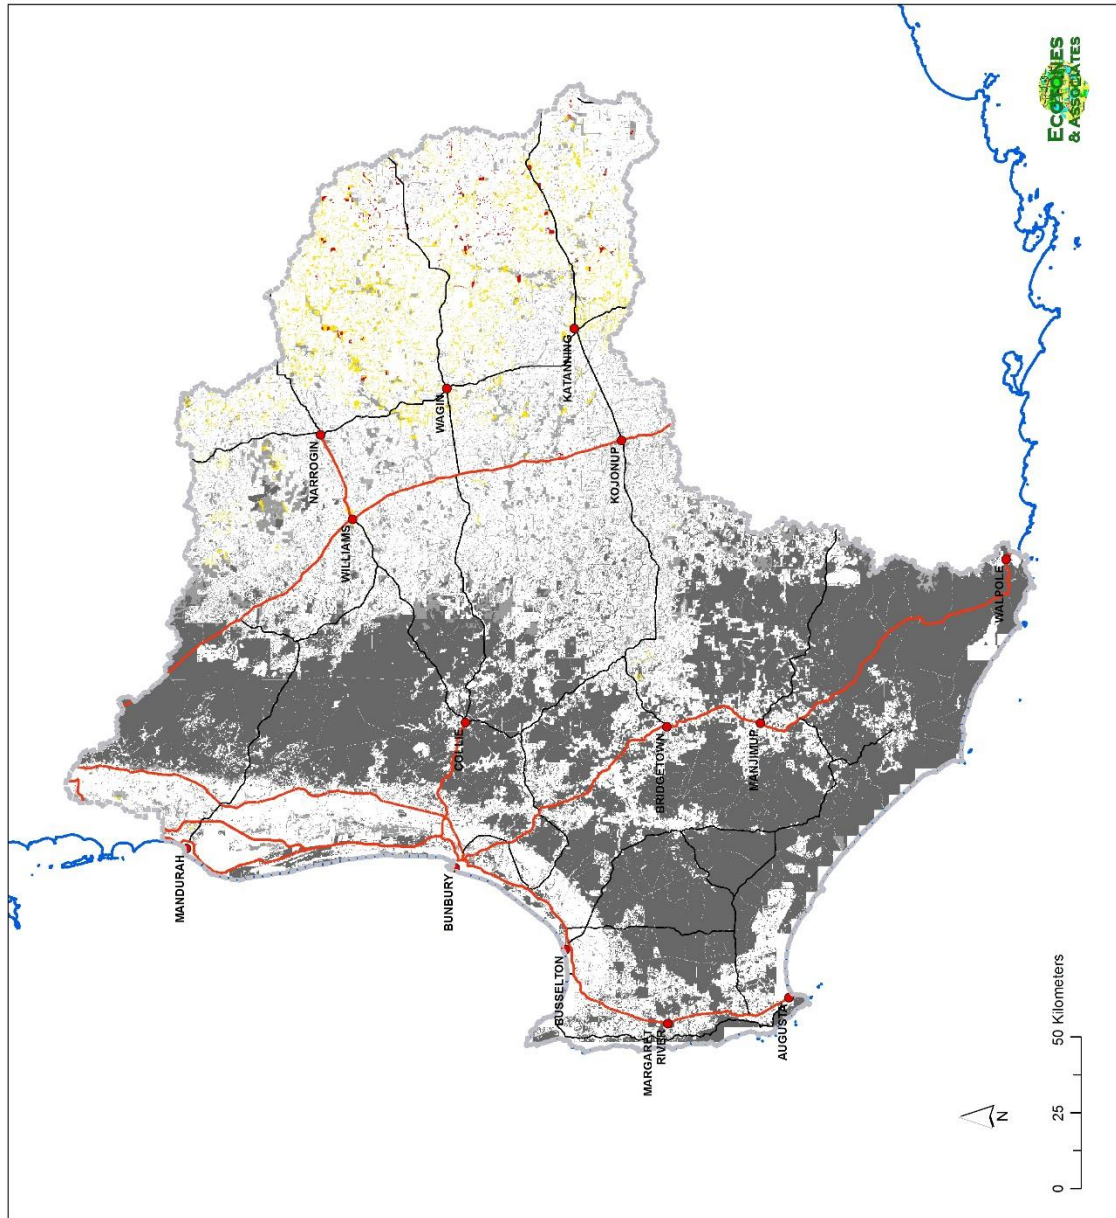 ECOTONES
& ASSOCIATES
MANDURAH
NARROGIN
WILLIAMS
WAGIN
KATANNING
KOJONUP
BUNBURY
COLLIE
BUSSELTON
BRIDGETOWN
MARGARET
RIVER
MANJIMUP
AUGUSTA
WALPOLE
N
0 25 50 Kilometers